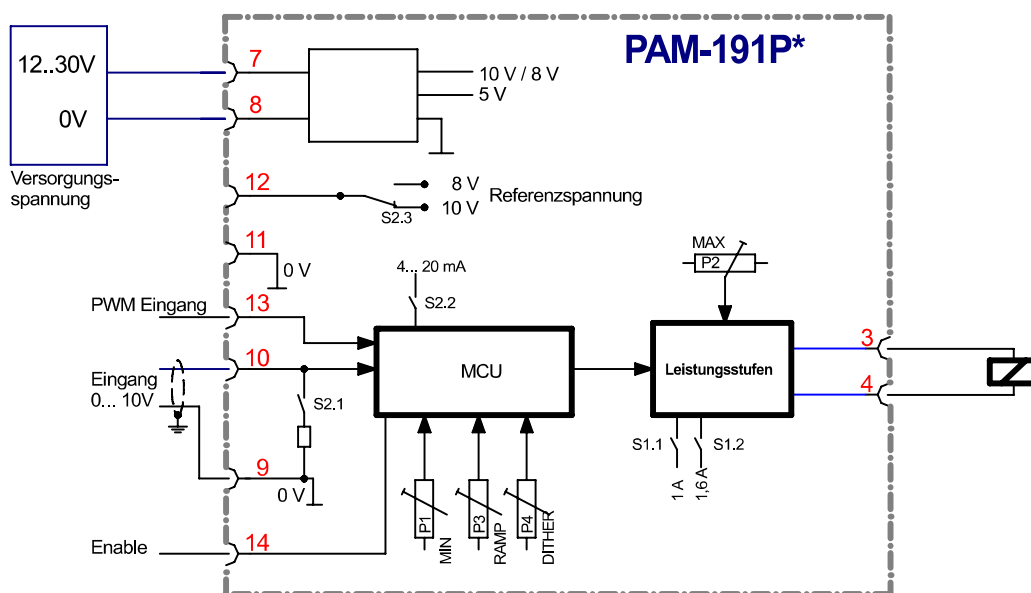 PAM-191P*
12..30V
0V
Versorgungs-
spannung
7
8
10 V / 8 V
5 V
12
S2.3
8 V
10 V
Referenzspannung
11
0 V
4... 20 mA
S2.2
MAX
P2
PWM Eingang
13
10
Eingang
0... 10V
S2.1
MCU
Leistungsstufen
3
4
S1.1
S1.2
1 A
1,6 A
9
0 V
P1
MIN
P3
RAMP
P4
DITHER
Enable
14